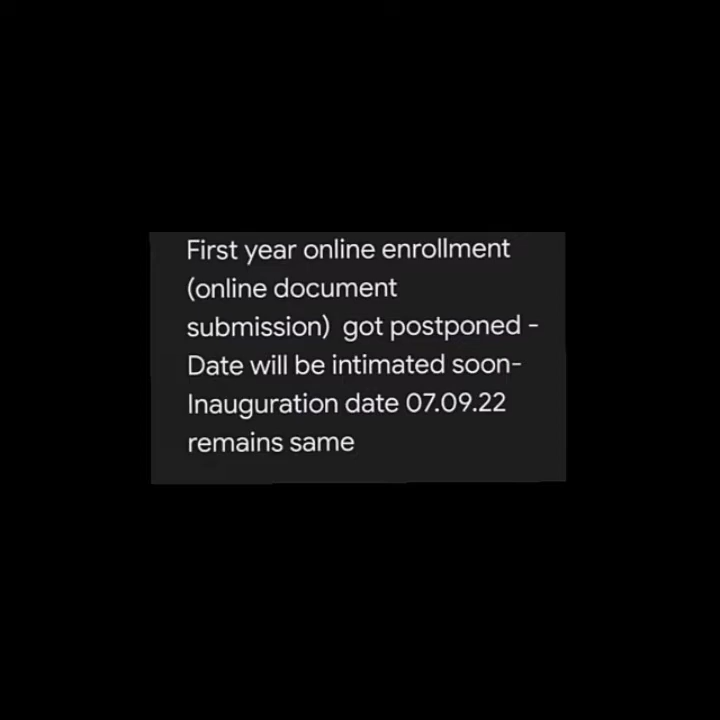 First year online enrollment
(online document
submission)  got postponed -
Date will be intimated soon-
Inauguration date 07.09.22
remains same